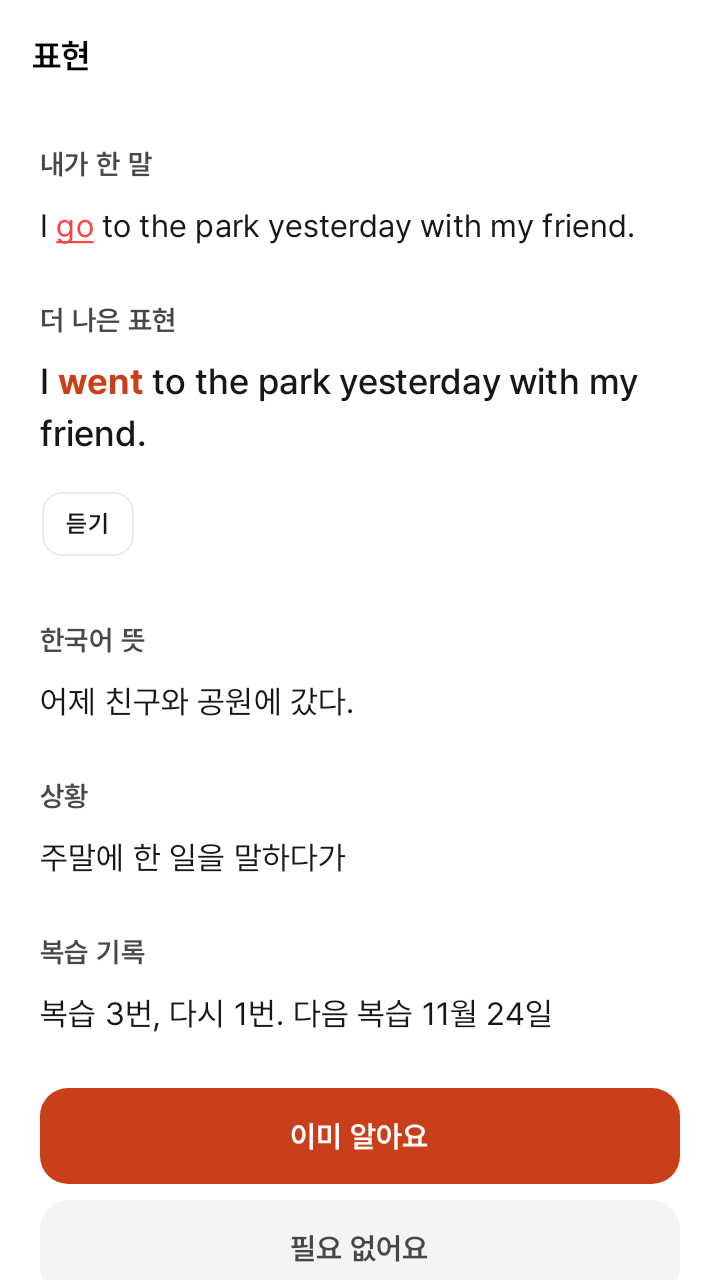 표현
내가 한 말
I go to the park yesterday with my friend.
더 나은 표현
I went to the park yesterday with my
friend.
듣기
한국어 뜻
어제 친구와 공원에 갔다.
상황
주말에 한 일을 말하다가
복습 기록
복습 3번, 다시 1번. 다음 복습 11월 24일
이미 알아요
필요 없어요